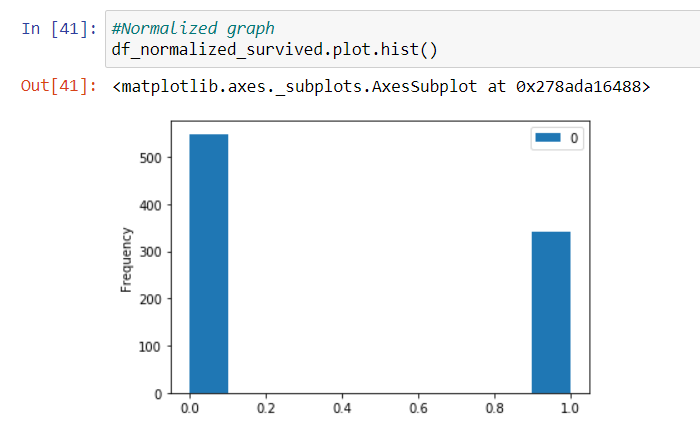 In [41]: #Normalized graph
df_normalized_survived.plot.hist()
Out[41]: <matplotlib.axes._subplots.AxesSubplot at 0x278ada16488>
0
500
400
300
200
100
0
Frequency
0.0 0.2 0.4 0.6 0.8 1.0